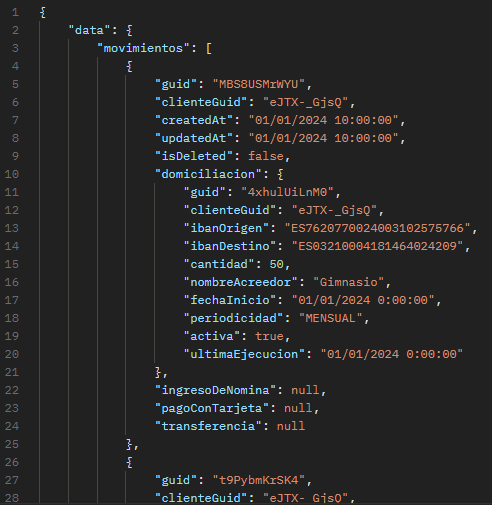 1 {
2 "data": {
3 "movimientos": [
4 {
5 "guid": "MBS8USMrWYU",
6 "clienteGuid": "eJTX-_GjsQ",
7 "createdAt": "01/01/2024 10:00:00",
8 "updatedAt": "01/01/2024 10:00:00",
9 "isDeleted": false,
10 "domiciliacion": {
11 "guid": "4xhulUiLnM0",
12 "clienteGuid": "eJTX-_GjsQ",
13 "ibanOrigen": "ES7620770024003102575766",
14 "ibanDestino": "ES03210004181464024209",
15 "cantidad": 50,
16 "nombreAcreedor": "Gimnasio",
17 "fechaInicio": "01/01/2024 0:00:00",
18 "periodicidad": "MENSUAL",
19 "activa": true,
20 "ultimaEjecucion": "01/01/2024 0:00:00"
21 },
22 "ingresoDeNomina": null,
23 "pagoConTarjeta": null,
24 "transferencia": null
25 },
26 {
27 "guid": "t9PybmKrSK4",
28 "clienteGuid": "eJTX-_GjsQ",